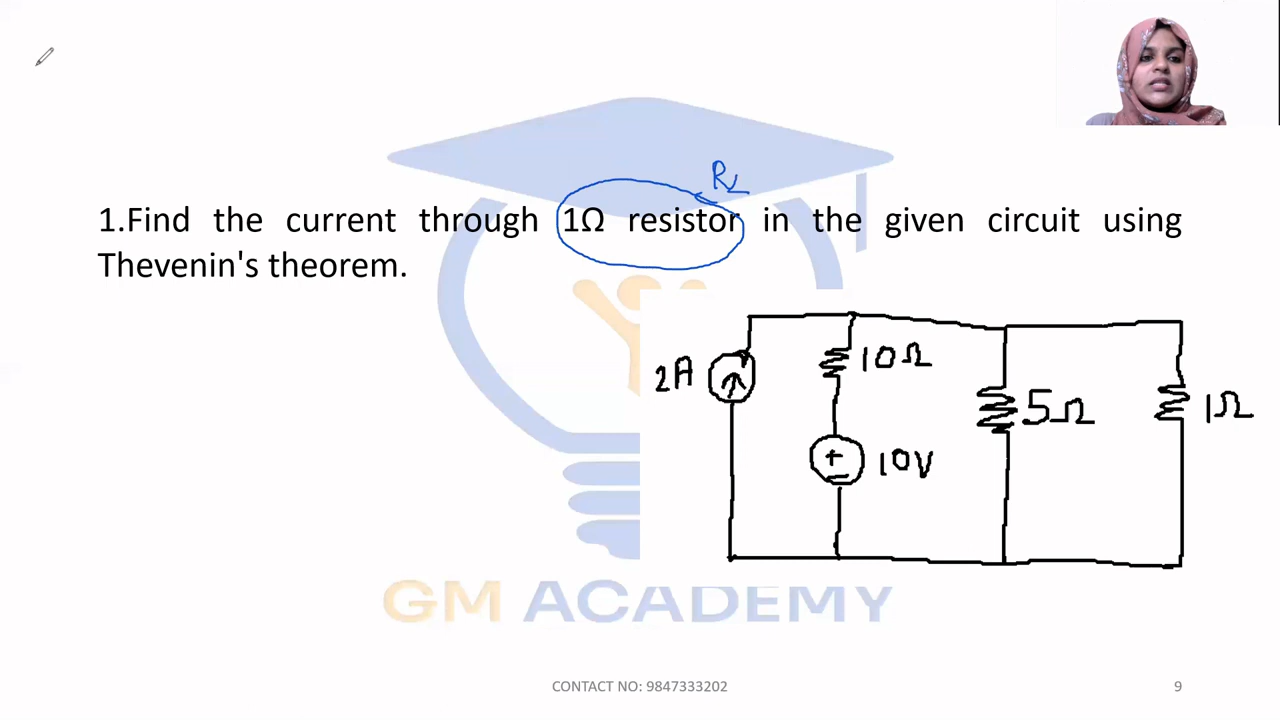 R_L
1.Find the current through 1Ω resistor in the given circuit using
Thevenin's theorem.
2A
10Ω
5Ω
1Ω
10V
GM ACADEMY
CONTACT NO: 9847333202
9